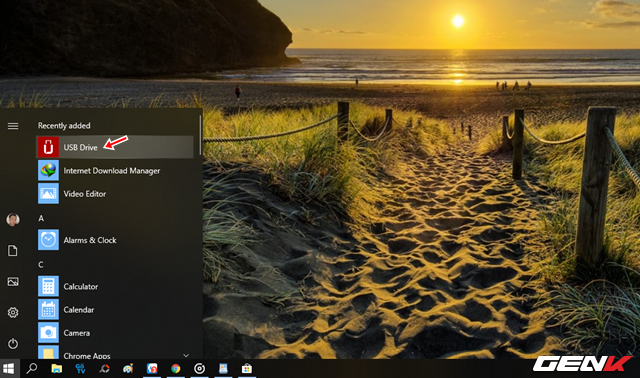 Recently added
USB Drive
Internet Download Manager
Video Editor
A
Alarms & Clock
C
Calculator
Calendar
Camera
Chrome Apps
GENK